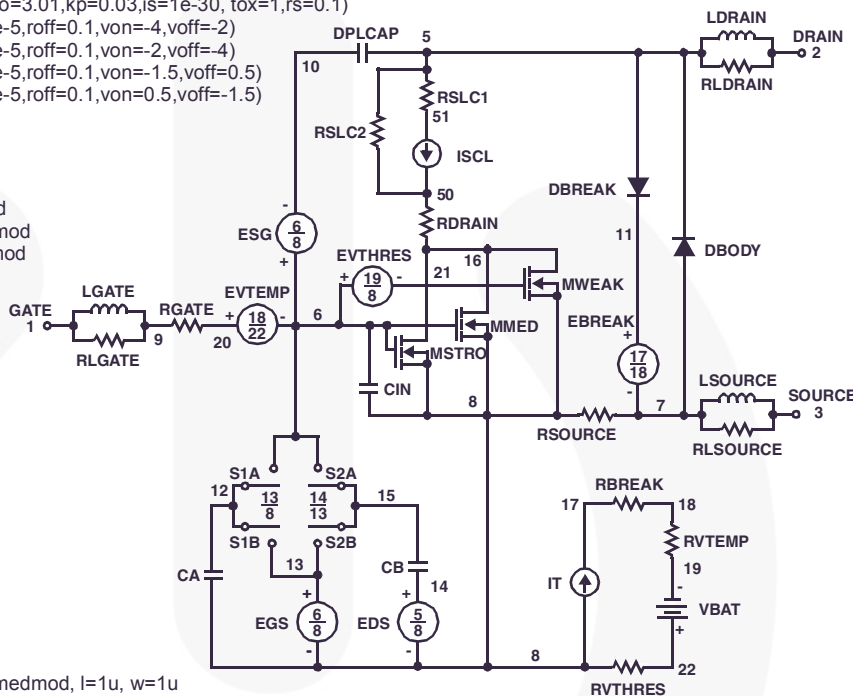 o=3.01,kp=0.03,is=1e-30, tox=1,rs=0.1)
e-5,roff=0.1,von=-4,voff=-2)
e-5,roff=0.1,von=-2,voff=-4)
e-5,roff=0.1,von=-1.5,voff=0.5)
e-5,roff=0.1,von=0.5,voff=-1.5)
d
mod
mod
LDRAIN
DPLCAP 5 DRAIN
10 2
RLDRAIN
RSLC1
51
RSLC2
ISCL
50
DBREAK
RDRAIN
ESG 6/8 - +
11
DBODY
EVTHRES 16
+ 19/8 - 21
MWEAK
LGATE
GATE RGATE EVTEMP
1 + 18/22 - 6
9 20
RLGATE
MMED EBREAK
MSTRO + 17/18 -
CIN
LSOURCE
8 7 SOURCE
3
RSOURCE
RLSOURCE
S1A S2A
12 13/8 14/13 15
S1B S2B
RBREAK
17 18
RVTEMP
13
CA CB 14
IT 19
-
VBAT
+
+ +
EGS 6/8 EDS 5/8
- -
8 22
RVTHRES
medmod, l=1u, w=1u